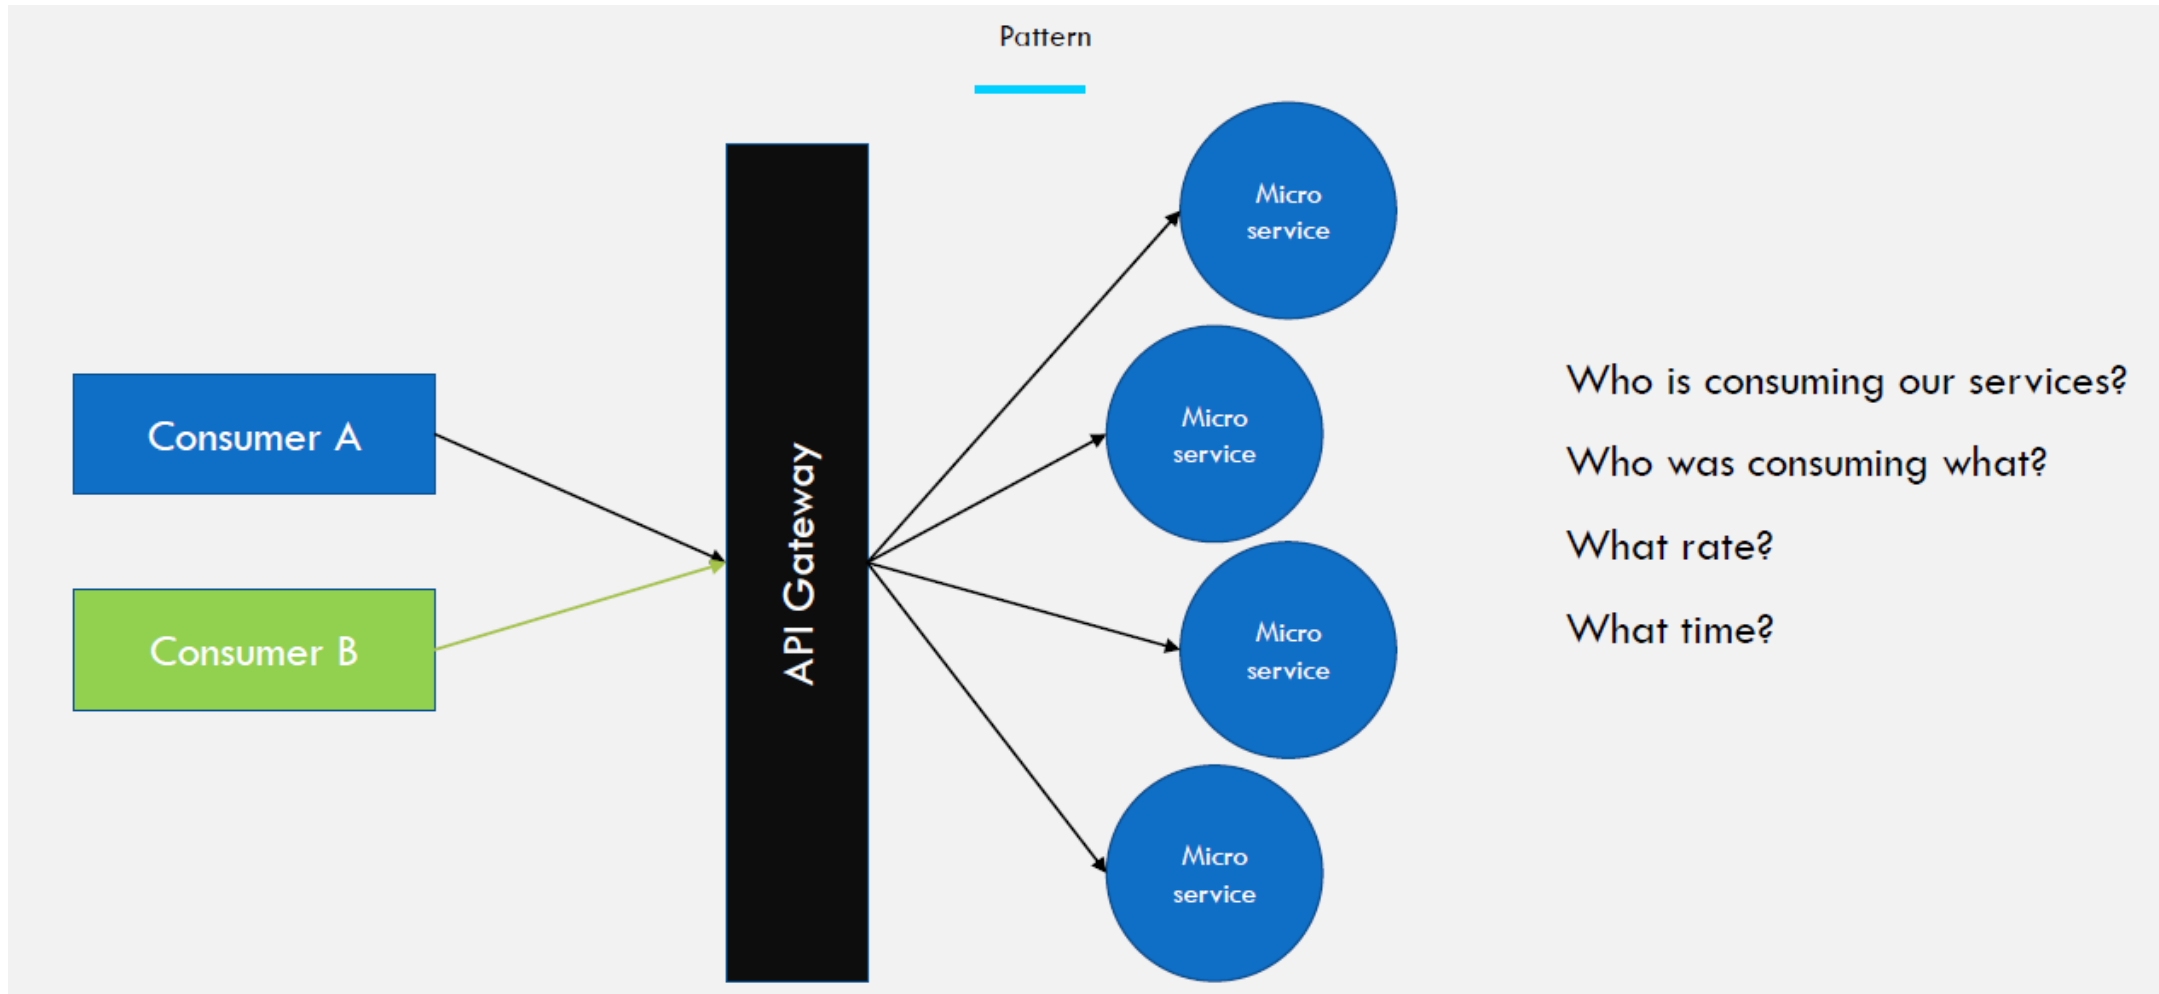 Pattern
Consumer A
Consumer B
API Gateway
Micro
service
Micro
service
Micro
service
Micro
service
Who is consuming our services?
Who was consuming what?
What rate?
What time?